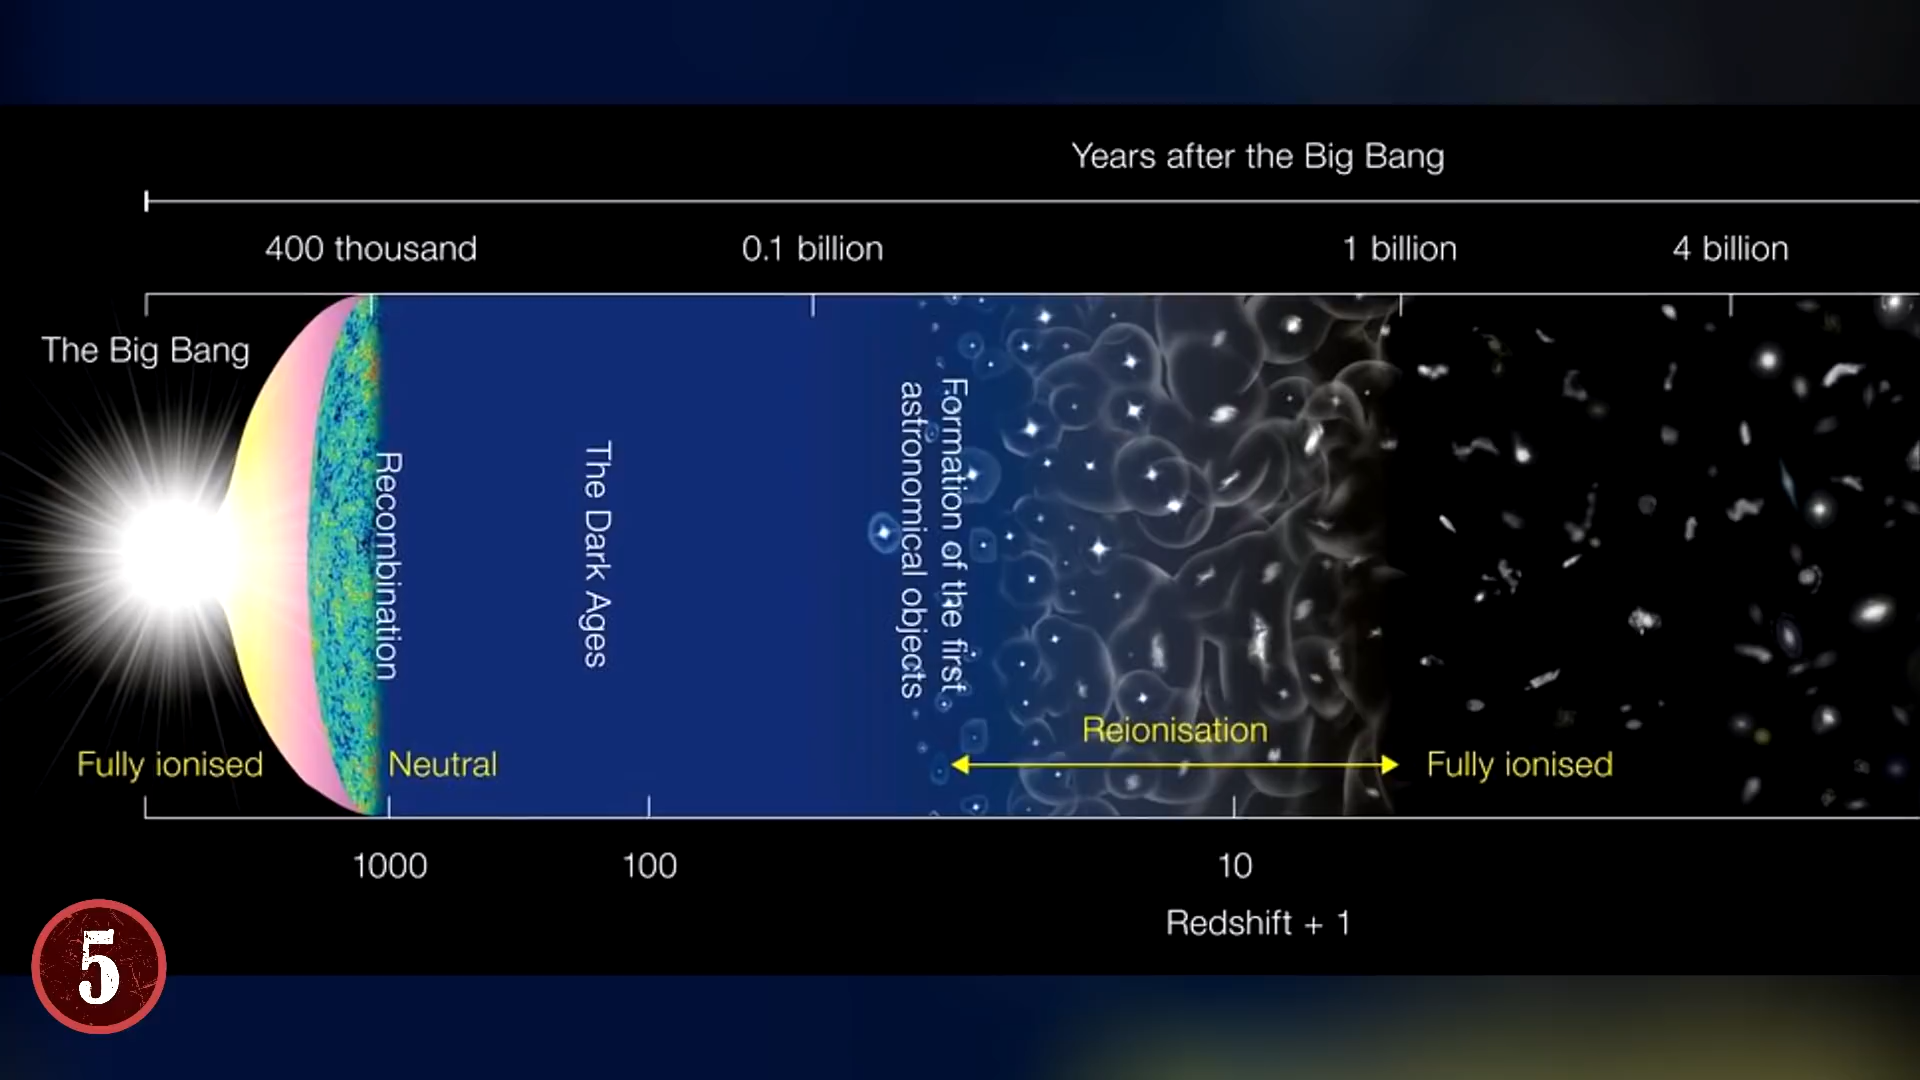 Years after the Big Bang
400 thousand
0.1 billion
1 billion
4 billion
The Big Bang
Recombination
The Dark Ages
Formation of the first
astronomical objects
Reionisation
Fully ionised
Neutral
Fully ionised
1000
100
10
Redshift + 1
5